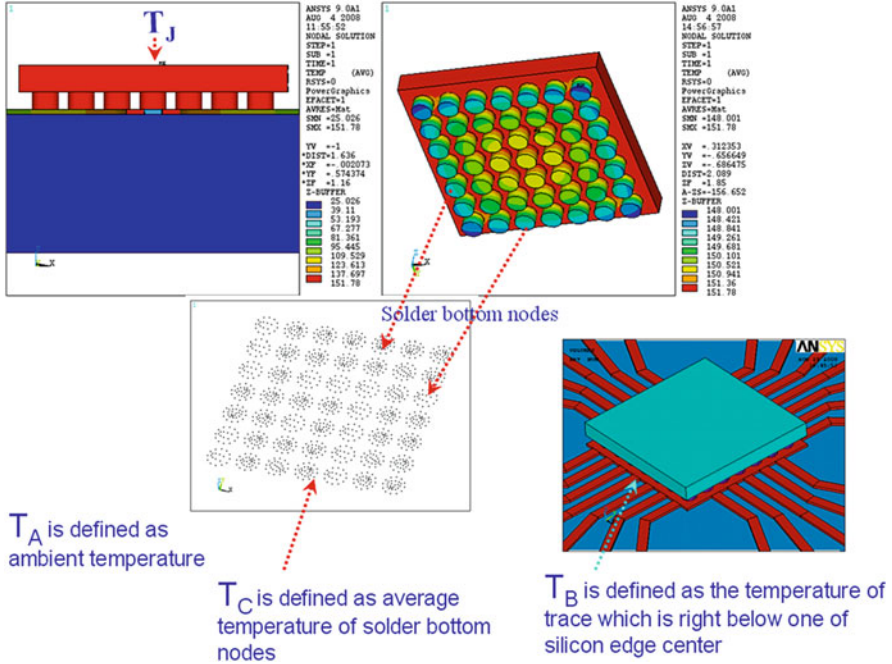 1
T J
ANSYS 9.0A1
AUG 4 2008
11:55:52
NODAL SOLUTION
STEP=1
SUB =1
TIME=1
TEMP (AVG)
RSYS=0
PowerGraphics
EFACET=1
AVRES=Mat
SMN =25.026
SMX =151.78
YV =-1
*DIST=1.636
*XF =-.002073
*YF =.574374
*ZF =1.16
Z-BUFFER
25.026
39.11
53.193
67.277
81.361
95.445
109.529
123.613
137.697
151.78
X
1
ANSYS 9.0A1
AUG 4 2008
14:56:57
NODAL SOLUTION
STEP=1
SUB =1
TIME=1
TEMP (AVG)
RSYS=0
PowerGraphics
EFACET=1
AVRES=Mat
SMN =148.001
SMX =151.78
XV =.312353
YV =-.656649
ZV =-.686475
DIST=2.089
ZF =1.85
A-ZS=-156.652
Z-BUFFER
148.001
148.421
148.841
149.261
149.681
150.101
150.521
150.941
151.36
151.78
X
Solder bottom nodes
1
X
ANSYS
T A is defined as
ambient temperature
T C is defined as average
temperature of solder bottom
nodes
T B is defined as the temperature of
trace which is right below one of
silicon edge center